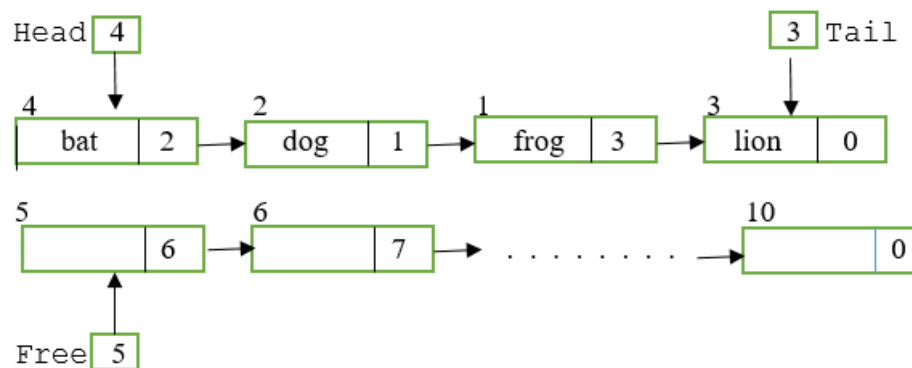 Head 4 3 Tail
4 2 1 3
bat 2 dog 1 frog 3 lion 0
5 6 10
6 7 . . . . . . . . 0
Free 5